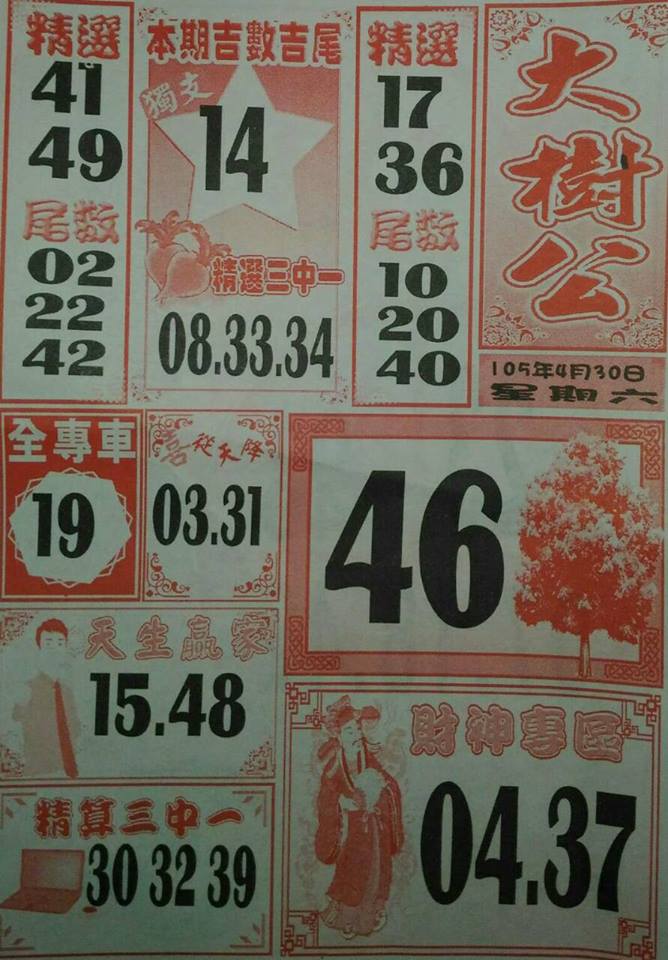 精選
41
49
尾数
02
22
42
本期吉數吉尾
獨支
14
精選三中一
08.33.34
精選
17
36
尾数
10
20
40
大樹公
105年4月30日
星期六
全專車
19
喜從天降
03.31
46
天生贏家
15.48
精算三中一
30 32 39
財神專區
04.37